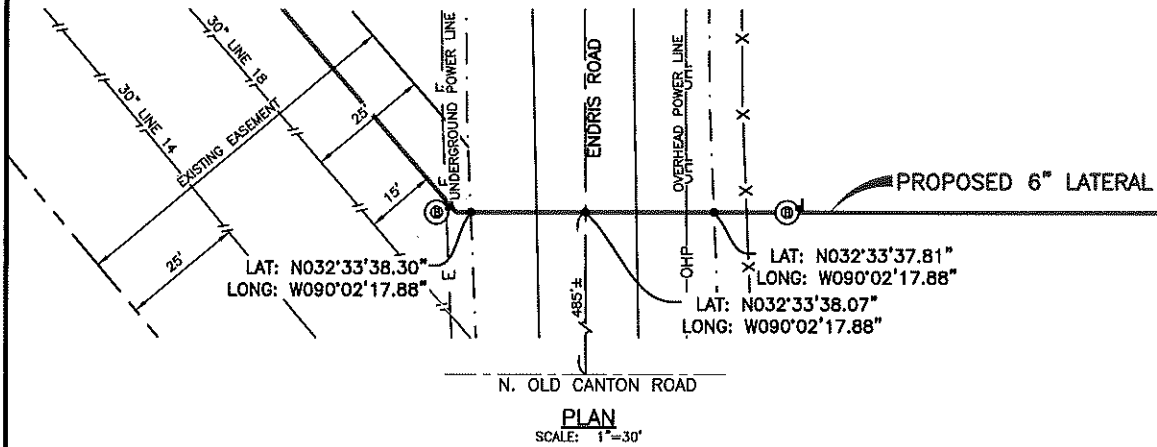 30" LINE 14
30" LINE 18
EXISTING EASEMENT
25'
25'
15'
E
E
UNDERGROUND POWER LINE
E
E
ENDRIS ROAD
OVERHEAD POWER LINE
OHP
OHP
X
X
X
X
X
PROPOSED 6" LATERAL
B
B
LAT: N032°33'38.30"
LONG: W090°02'17.88"
LAT: N032°33'37.81"
LONG: W090°02'17.88"
LAT: N032°33'38.07"
LONG: W090°02'17.88"
485'±
N. OLD CANTON ROAD
PLAN
SCALE: 1"=30'